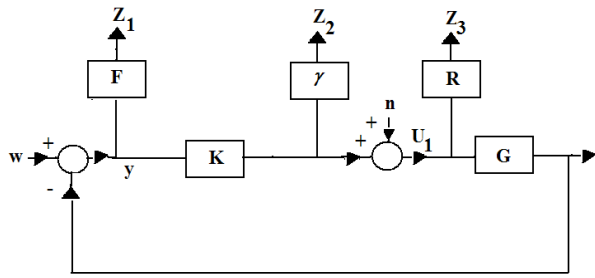 Z1 Z2 Z3
F γ R
n
+ + + U1
w y K G
-